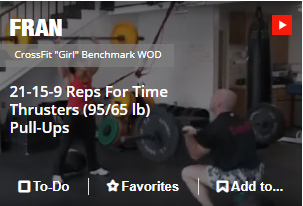 FRAN
CrossFit "Girl" Benchmark WOD
21-15-9 Reps For Time
Thrusters (95/65 lb)
Pull-Ups
To-Do
Favorites
Add to...